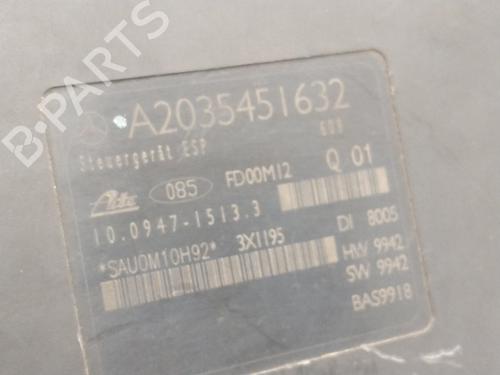 B-PARTS
A2035451632
Steuergerät ESP
Ate 085 FD00M12 Q 01
10.0947-1513.3
DI 8005
*SAU0M10H92* 3X1195
HW 9942
SW 9942
BAS9918